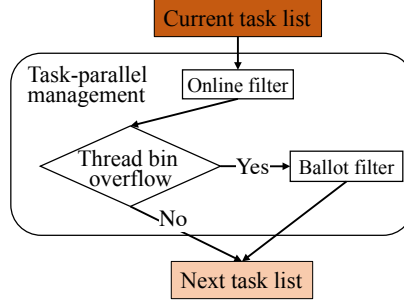 Current task list
Task-parallel
management
Online filter
Thread bin
overflow
Yes
Ballot filter
No
Next task list